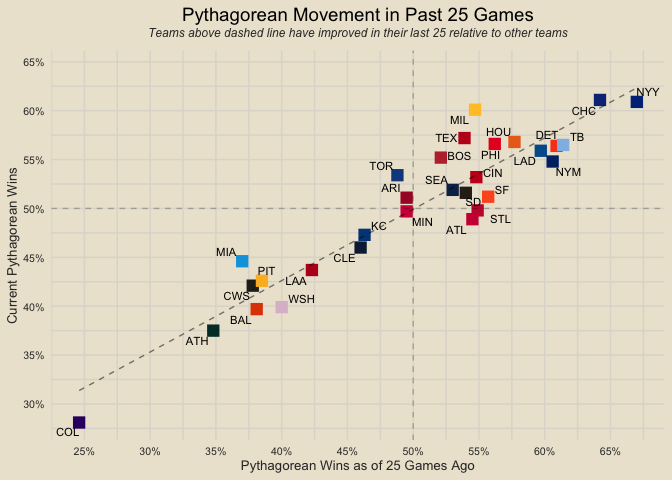 Pythagorean Movement in Past 25 Games
Teams above dashed line have improved in their last 25 relative to other teams
65%
60%
55%
50%
45%
40%
35%
30%
Current Pythagorean Wins
NYY
CHC
MIL
HOU
DET
TB
TEX
BOS
PHI
LAD
NYM
TOR
SEA
CIN
ARI
SF
SD
MIN
STL
ATL
KC
CLE
MIA
PIT
LAA
CWS
WSH
BAL
ATH
COL
25%
30%
35%
40%
45%
50%
55%
60%
65%
Pythagorean Wins as of 25 Games Ago